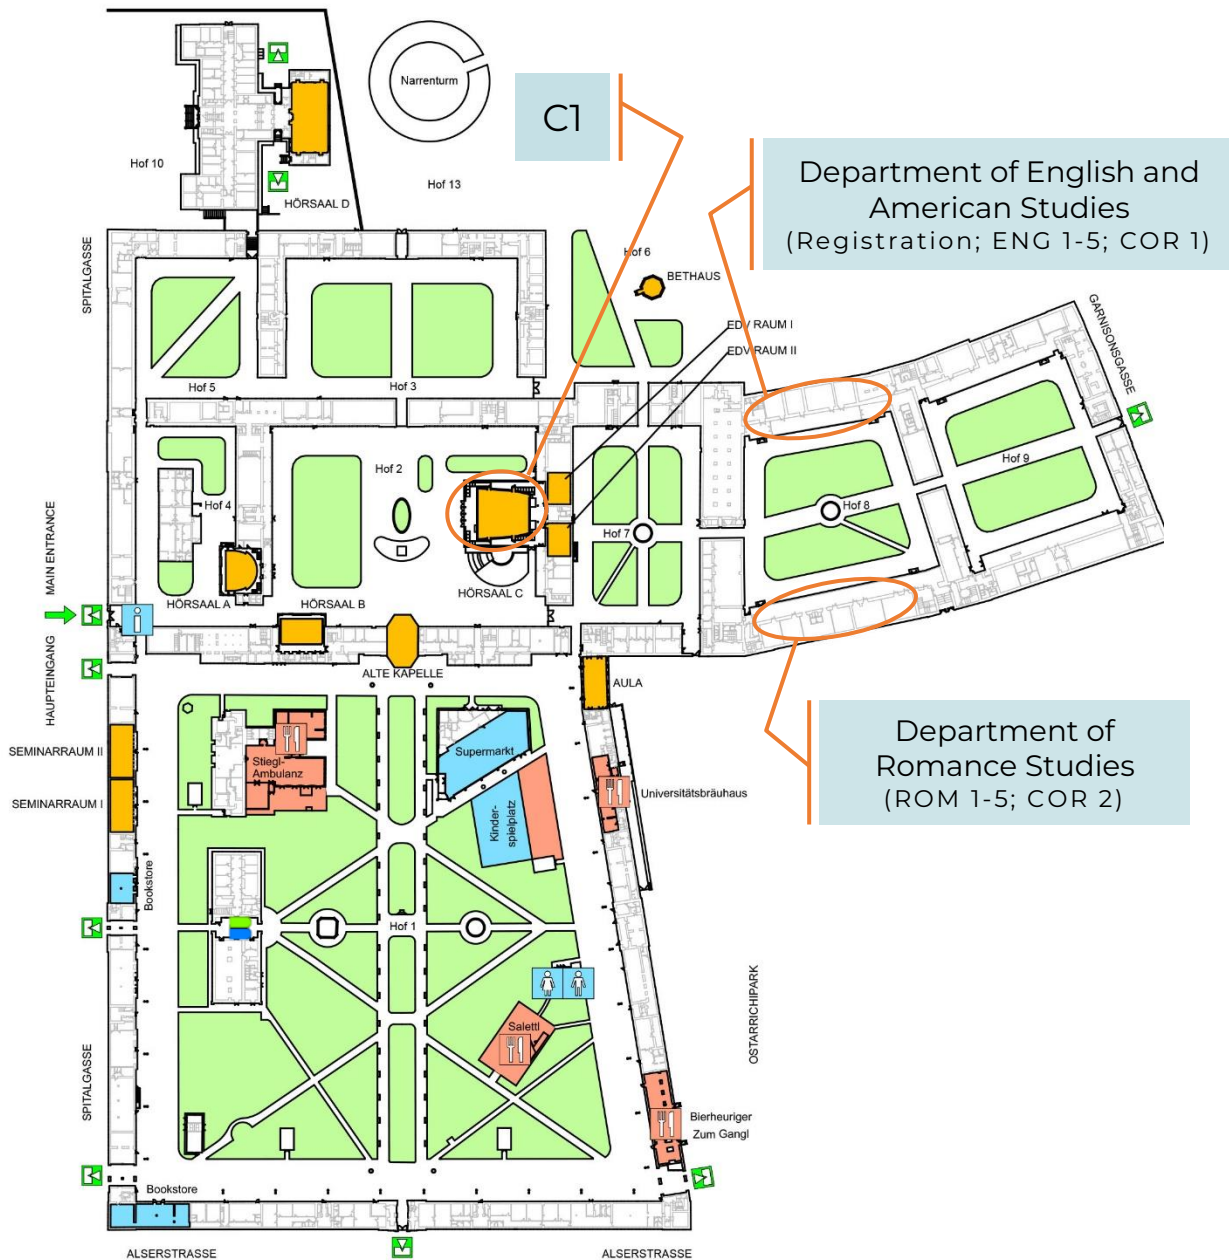 Narrenturm
C1
Hof 10
Hof 13
HÖRSAAL D
Department of English and
American Studies
(Registration; ENG 1-5; COR 1)
SPITALGASSE
Hof 6
BETHAUS
GARNISONSGASSE
EDV RAUM I
EDV RAUM II
Hof 5
Hof 3
Hof 2
Hof 9
Hof 4
Hof 8
Hof 7
MAIN ENTRANCE
HÖRSAAL A
HÖRSAAL B
HÖRSAAL C
HAUPTEINGANG
ALTE KAPELLE
AULA
Department of
Romance Studies
(ROM 1-5; COR 2)
SEMINARRAUM II
Stiegl-
Ambulanz
Supermarkt
SEMINARRAUM I
Universitätsbräuhaus
Kinder-
spielplatz
Bookstore
Hof 1
OSTARRICHIPARK
Salettl
SPITALGASSE
Bierheuriger
Zum Gangl
Bookstore
ALSERSTRASSE
ALSERSTRASSE